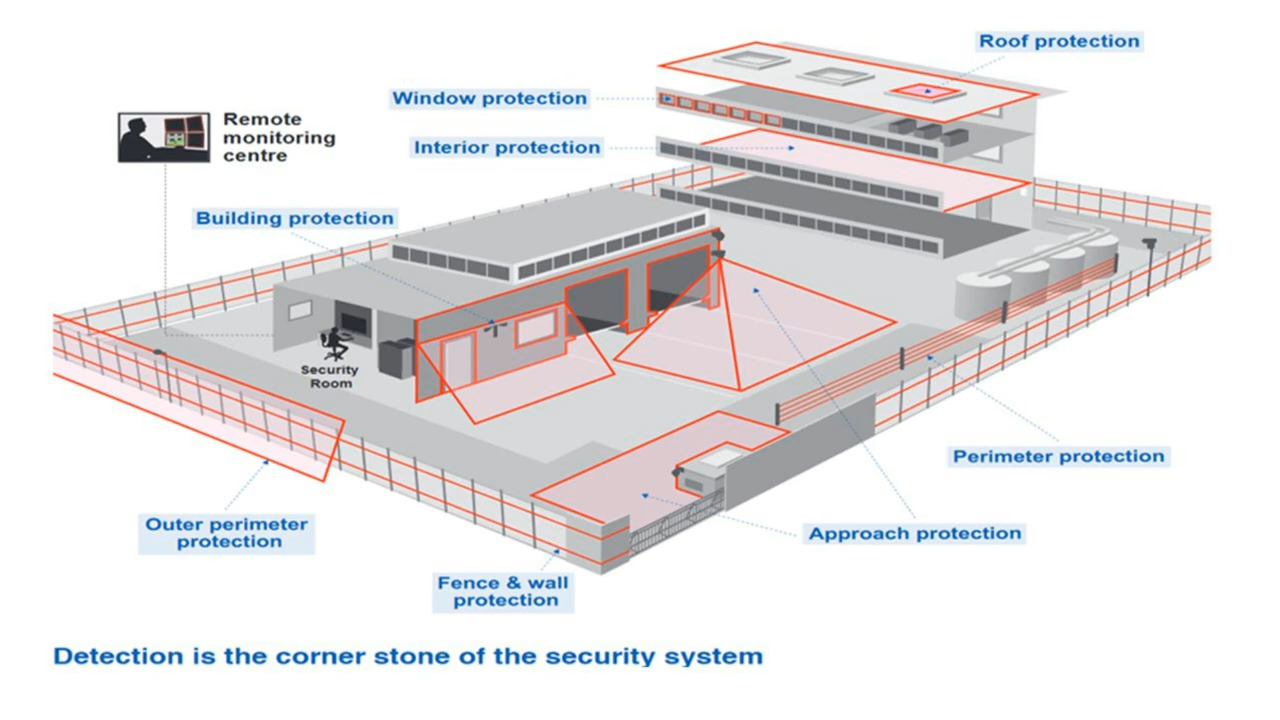 Roof protection
Window protection
Remote
monitoring
centre
Interior protection
Building protection
Security
Room
Perimeter protection
Outer perimeter
protection
Approach protection
Fence & wall
protection
Detection is the corner stone of the security system